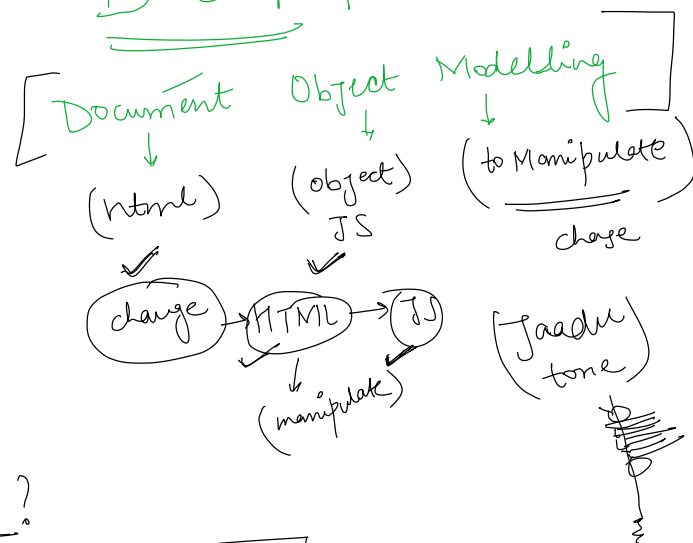 Document Object Modelling
(html) (object) (to Manipulate)
JS change
change → HTML → JS
(manipulate)
(Jaadu
tone)
?